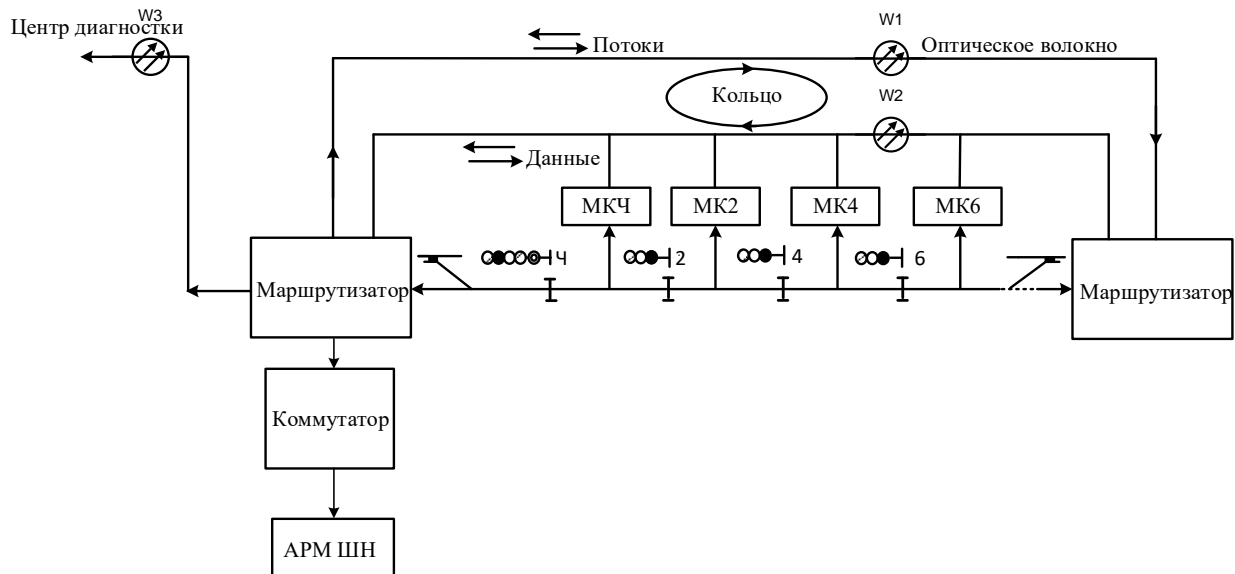 W3
W1
Центр диагностки
Потоки
Оптическое волокно
Кольцо
W2
Данные
МКЧ
МК2
МК4
МК6
Ч
2
4
6
Маршрутизатор
Маршрутизатор
Коммутатор
АРМ ШН